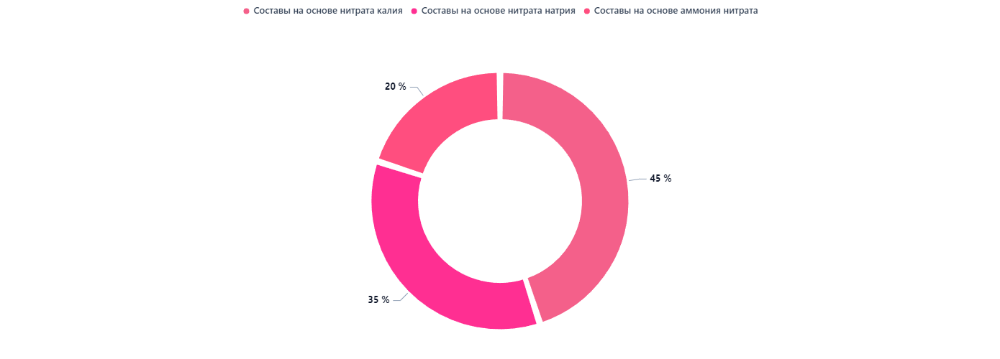 Составы на основе нитрата калия Составы на основе нитрата натрия Составы на основе аммония нитрата
20 %
45 %
35 %